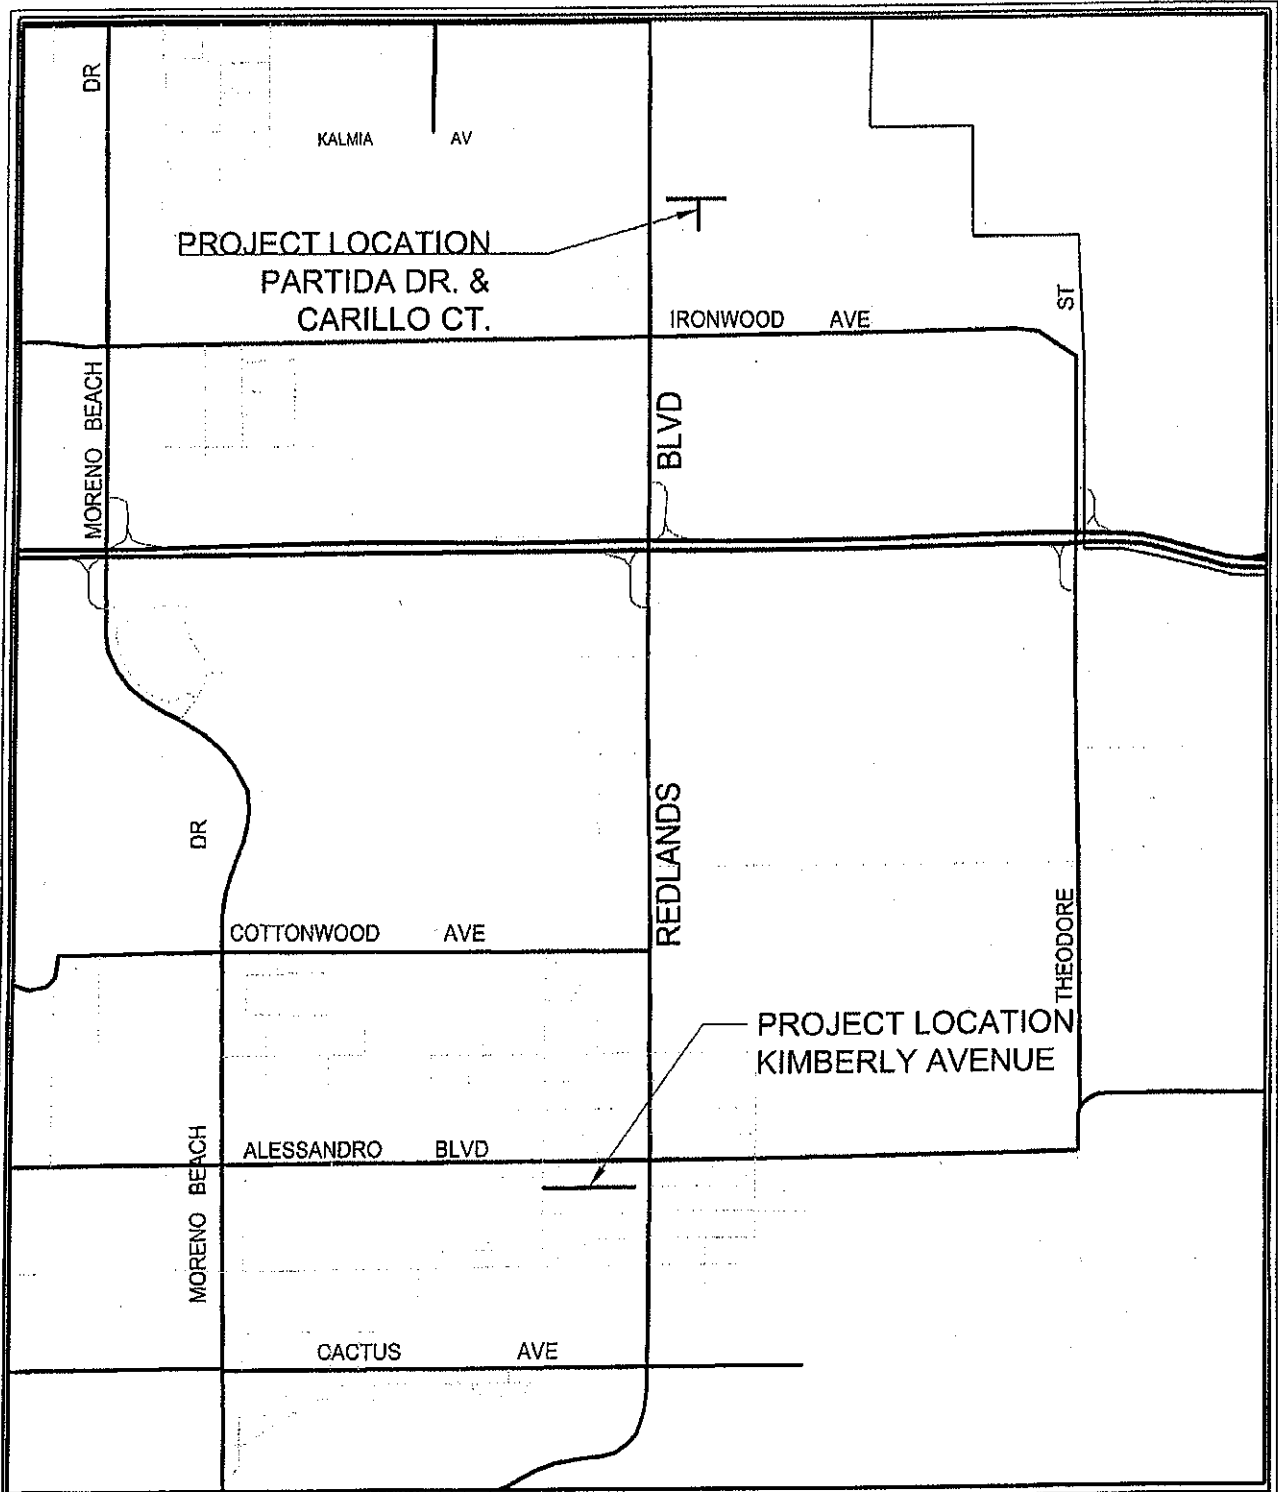 DR
KALMIA AV
PROJECT LOCATION
PARTIDA DR. &
CARILLO CT.
IRONWOOD AVE
ST
MORENO BEACH
BLVD
DR
REDLANDS
COTTONWOOD AVE
THEODORE
PROJECT LOCATION
KIMBERLY AVENUE
MORENO BEACH
ALESSANDRO BLVD
CACTUS AVE